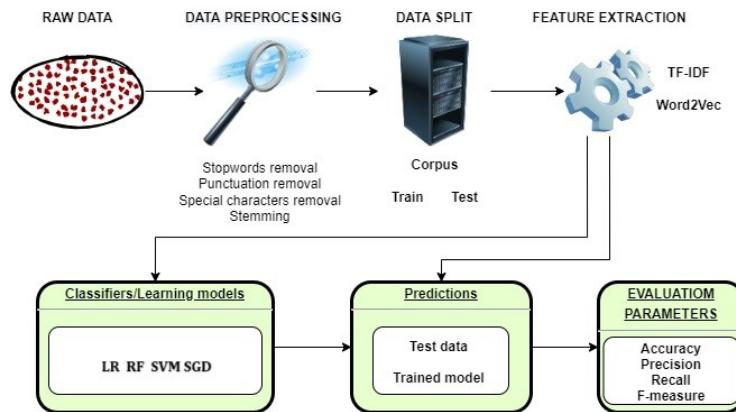 RAW DATA
DATA PREPROCESSING
DATA SPLIT
FEATURE EXTRACTION
TF-IDF
Word2Vec
Stopwords removal
Punctuation removal
Special characters removal
Stemming
Corpus
Train Test
Classifiers/Learning models
LR RF SVM SGD
Predictions
Test data
Trained model
EVALUATIOM
PARAMETERS
Accuracy
Precision
Recall
F-measure